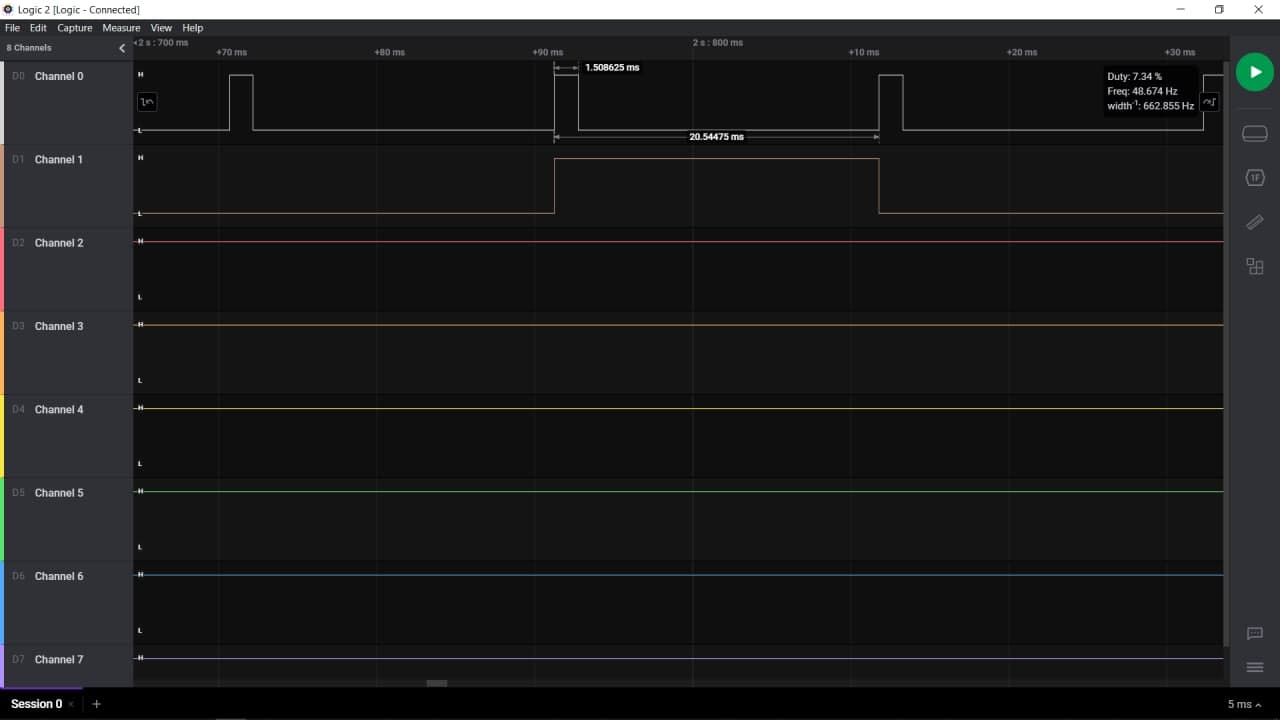 Logic 2 [Logic - Connected]
File Edit Capture Measure View Help
8 Channels
2 s : 700 ms
2 s : 800 ms
+70 ms +80 ms +90 ms +10 ms +20 ms +30 ms
D0 Channel 0
H
L
1.508625 ms
20.54475 ms
Duty: 7.34 %
Freq: 48.674 Hz
width-1: 662.855 Hz
1F
D1 Channel 1
H
L
D2 Channel 2
H
L
D3 Channel 3
H
L
D4 Channel 4
H
L
D5 Channel 5
H
L
D6 Channel 6
H
L
D7 Channel 7
H
Session 0
5 ms